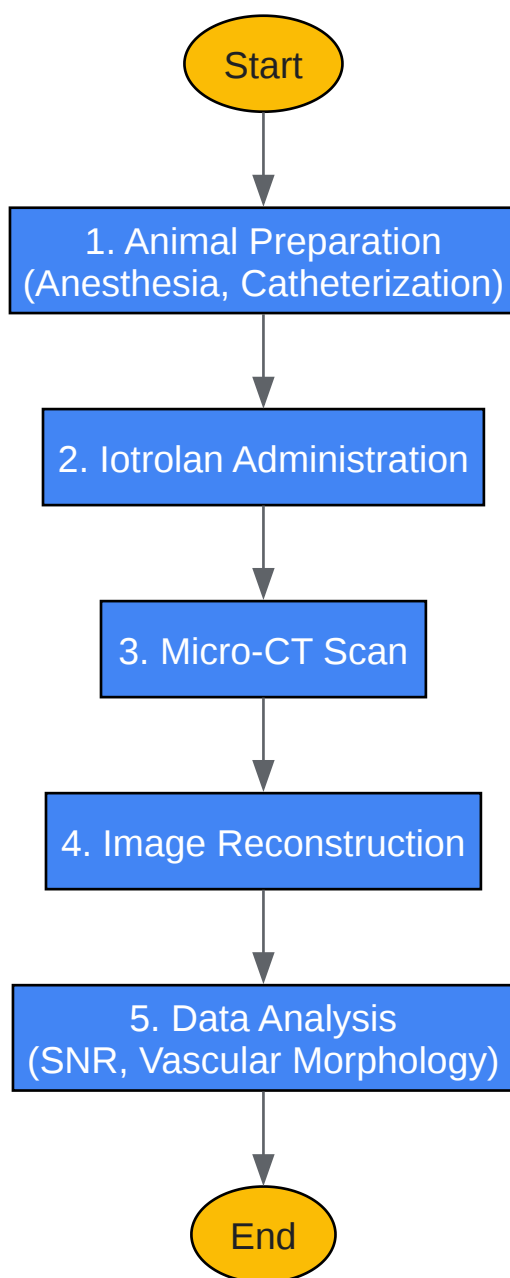 Start
1. Animal Preparation
(Anesthesia, Catheterization)
2. Iotrolan Administration
3. Micro-CT Scan
4. Image Reconstruction
5. Data Analysis
(SNR, Vascular Morphology)
End